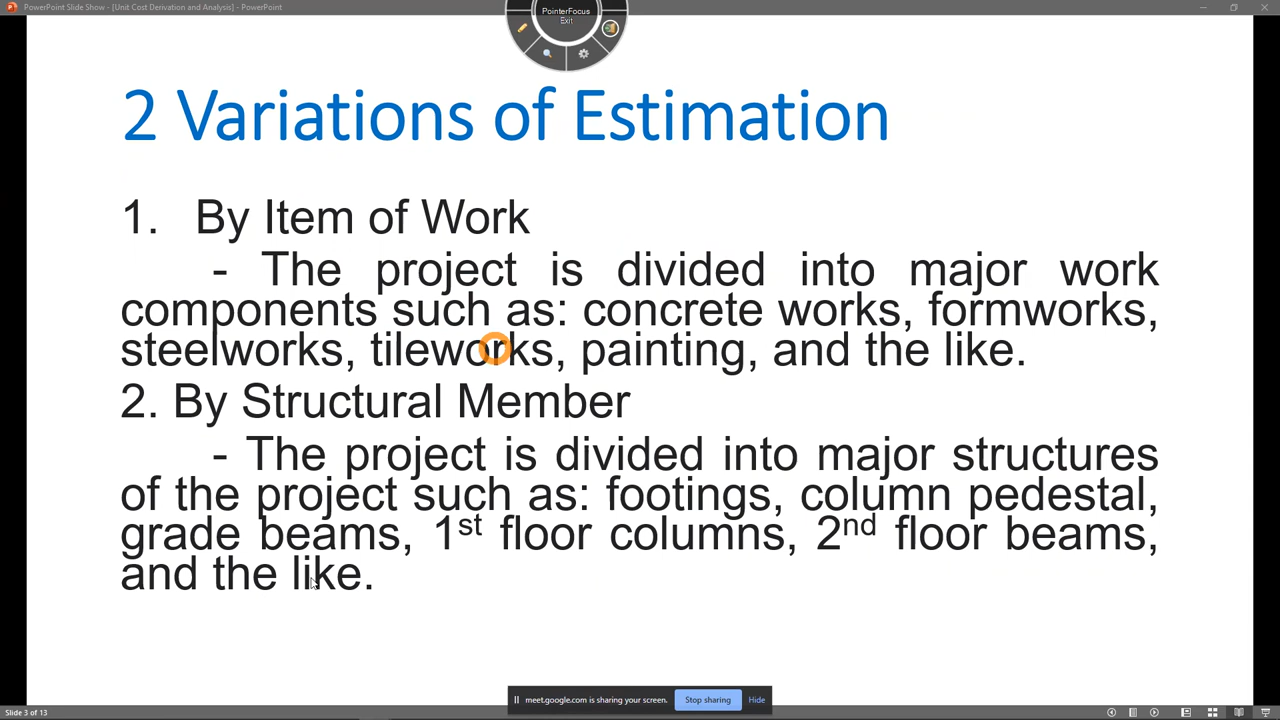 PowerPoint Slide Show - [Unit Cost Derivation and Analysis] - PowerPoint
PointerFocus
Exit
2 Variations of Estimation
1. By Item of Work
- The project is divided into major work
components such as: concrete works, formworks,
steelworks, tileworks, painting, and the like.
2. By Structural Member
- The project is divided into major structures
of the project such as: footings, column pedestal,
grade beams, 1st floor columns, 2nd floor beams,
and the like.
meet.google.com is sharing your screen. Stop sharing Hide
Slide 3 of 13